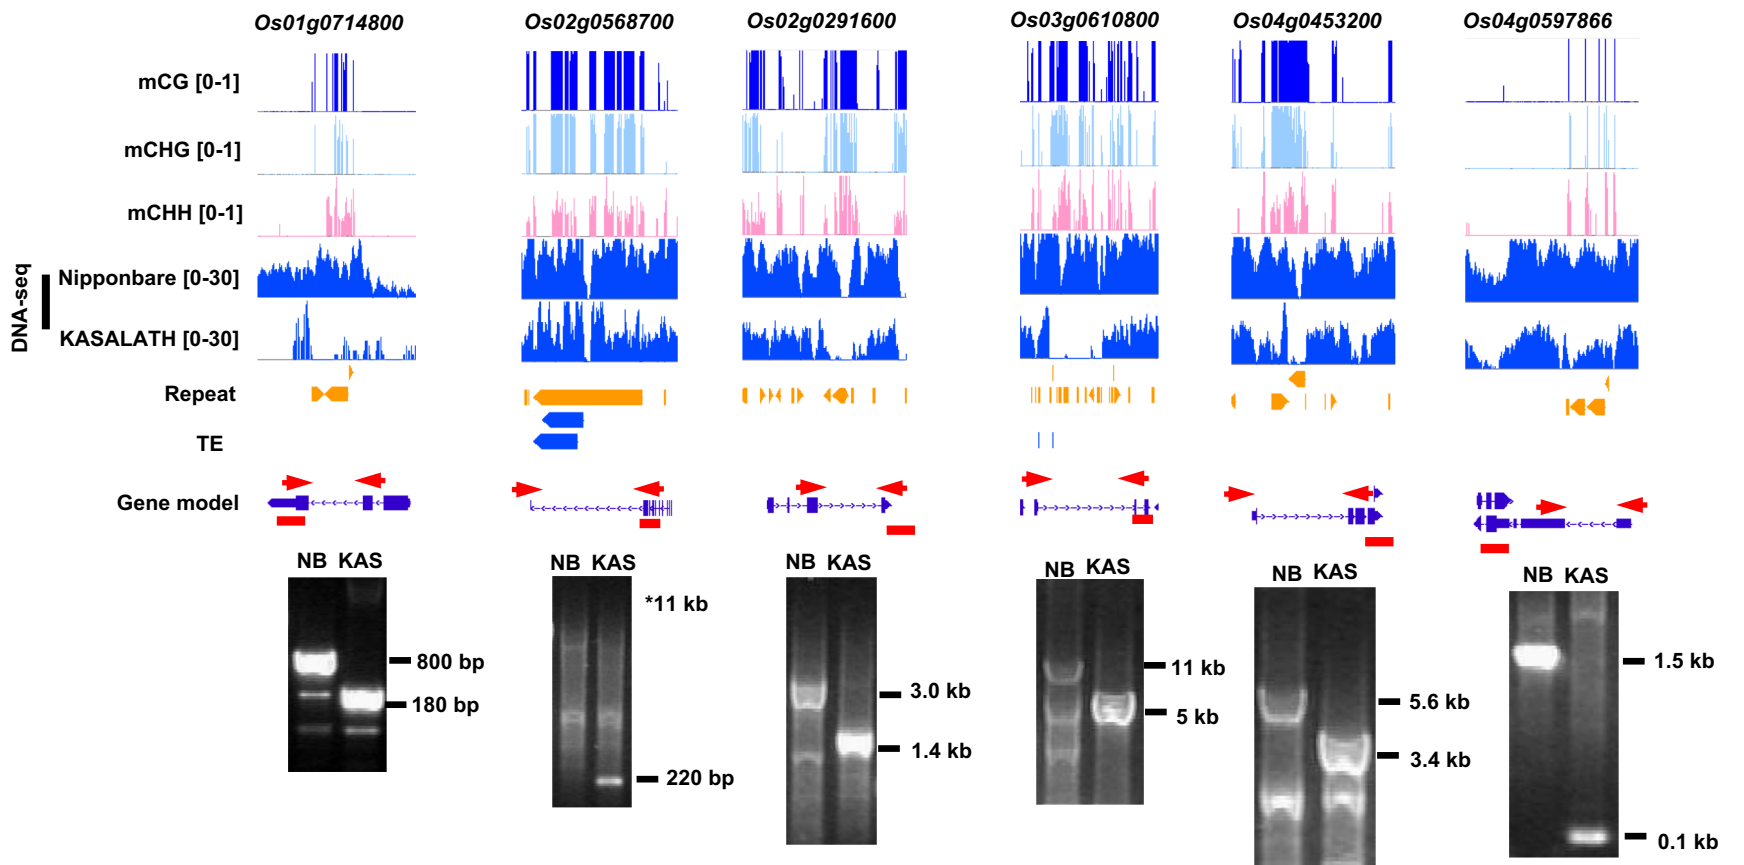 Os01g0714800 Os02g0568700 Os02g0291600 Os03g0610800 Os04g0453200 Os04g0597866
mCG [0-1]
mCHG [0-1]
mCHH [0-1]
DNA-seq
Nipponbare [0-30]
KASALATH [0-30]
Repeat
TE
Gene model
NB KAS NB KAS NB KAS NB KAS NB KAS NB KAS
*11 kb
800 bp
180 bp
220 bp
3.0 kb
1.4 kb
11 kb
5 kb
5.6 kb
3.4 kb
1.5 kb
0.1 kb